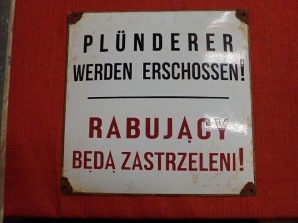 PLÜNDERER
WERDEN ERSCHOSSEN!
RABUJĄCY
BĘDĄ ZASTRZELENI!